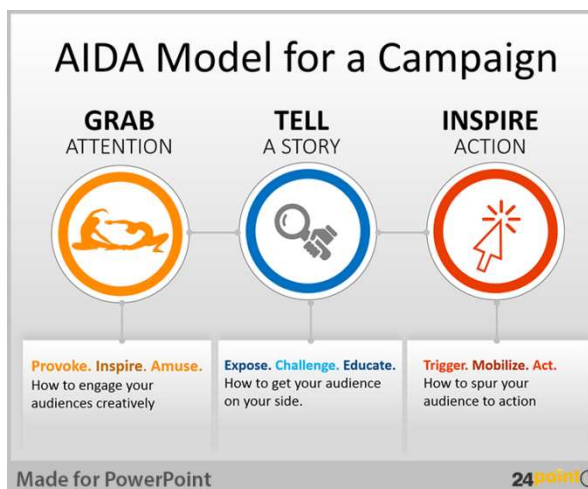 AIDA Model for a Campaign
GRAB
ATTENTION
TELL
A STORY
INSPIRE
ACTION
Provoke. Inspire. Amuse.
How to engage your
audiences creatively
Expose. Challenge. Educate.
How to get your audience
on your side.
Trigger. Mobilize. Act.
How to spur your
audience to action
Made for PowerPoint
24point